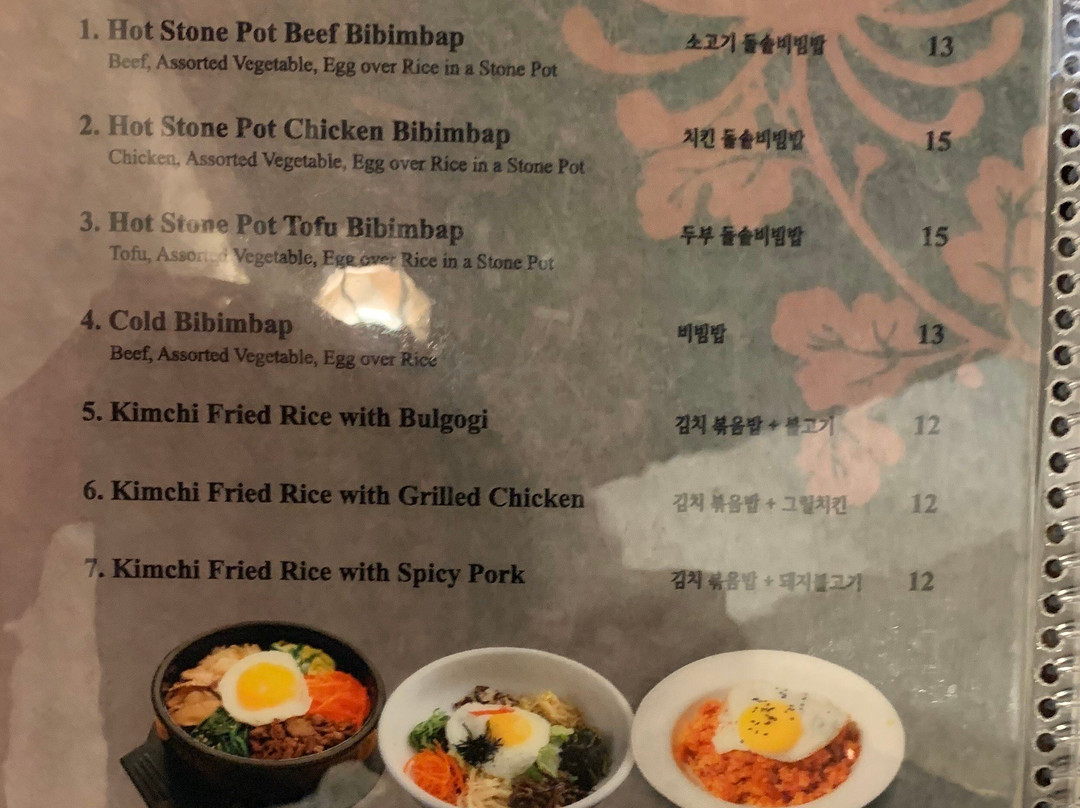 1. Hot Stone Pot Beef Bibimbap 소고기 돌솥비빔밥 13
Beef, Assorted Vegetable, Egg over Rice in a Stone Pot
2. Hot Stone Pot Chicken Bibimbap 치킨 돌솥비빔밥 15
Chicken, Assorted Vegetable, Egg over Rice in a Stone Pot
3. Hot Stone Pot Tofu Bibimbap 두부 돌솥비빔밥 15
Tofu, Assorted Vegetable, Egg over Rice in a Stone Pot
4. Cold Bibimbap 비빔밥 13
Beef, Assorted Vegetable, Egg over Rice
5. Kimchi Fried Rice with Bulgogi 김치 볶음밥 + 불고기 12
6. Kimchi Fried Rice with Grilled Chicken 김치 볶음밥 + 그릴치킨 12
7. Kimchi Fried Rice with Spicy Pork 김치 볶음밥 + 돼지불고기 12